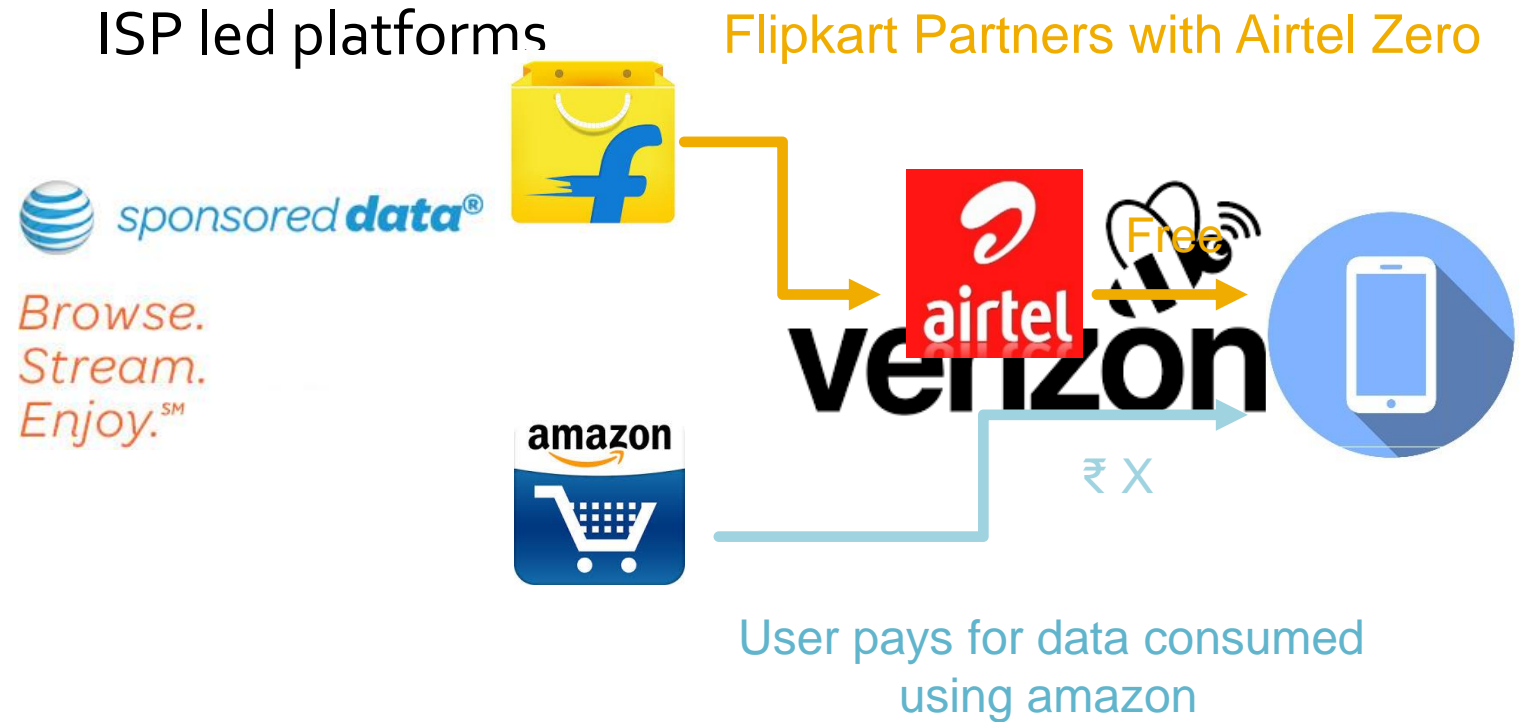 ISP led platforms
Flipkart Partners with Airtel Zero
sponsored data®
Browse.
Stream.
Enjoy.℠
f
airtel
Free
verizon
amazon
₹ X
User pays for data consumed
using amazon